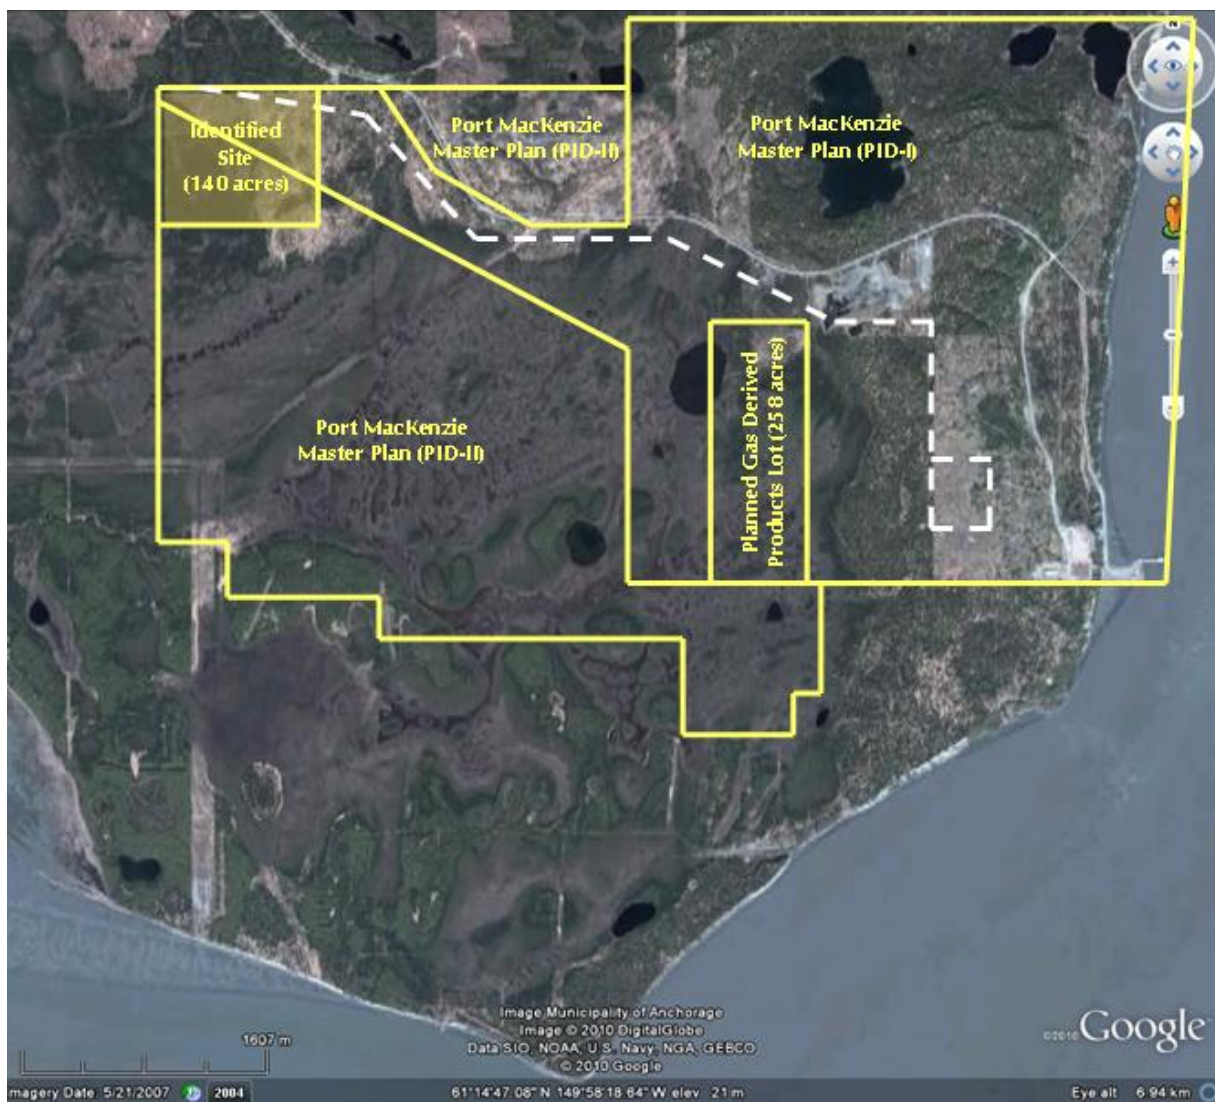 N
Identified
Site
(140 acres)
Port MacKenzie
Master Plan (PID-II)
Port MacKenzie
Master Plan (PID-I)
Port MacKenzie
Master Plan (PID-II)
Planned Gas Derived
Products Lot (258 acres)
Image Municipality of Anchorage
Image © 2010 DigitalGlobe
Data SIO, NOAA, U.S. Navy, NGA, GEBCO
© 2010 Google
©2010 Google
1607 m
magery Date: 5/21/2007 2004 61°14'47.08" N 149°58'18.64" W elev 21 m Eye alt 6.94 km